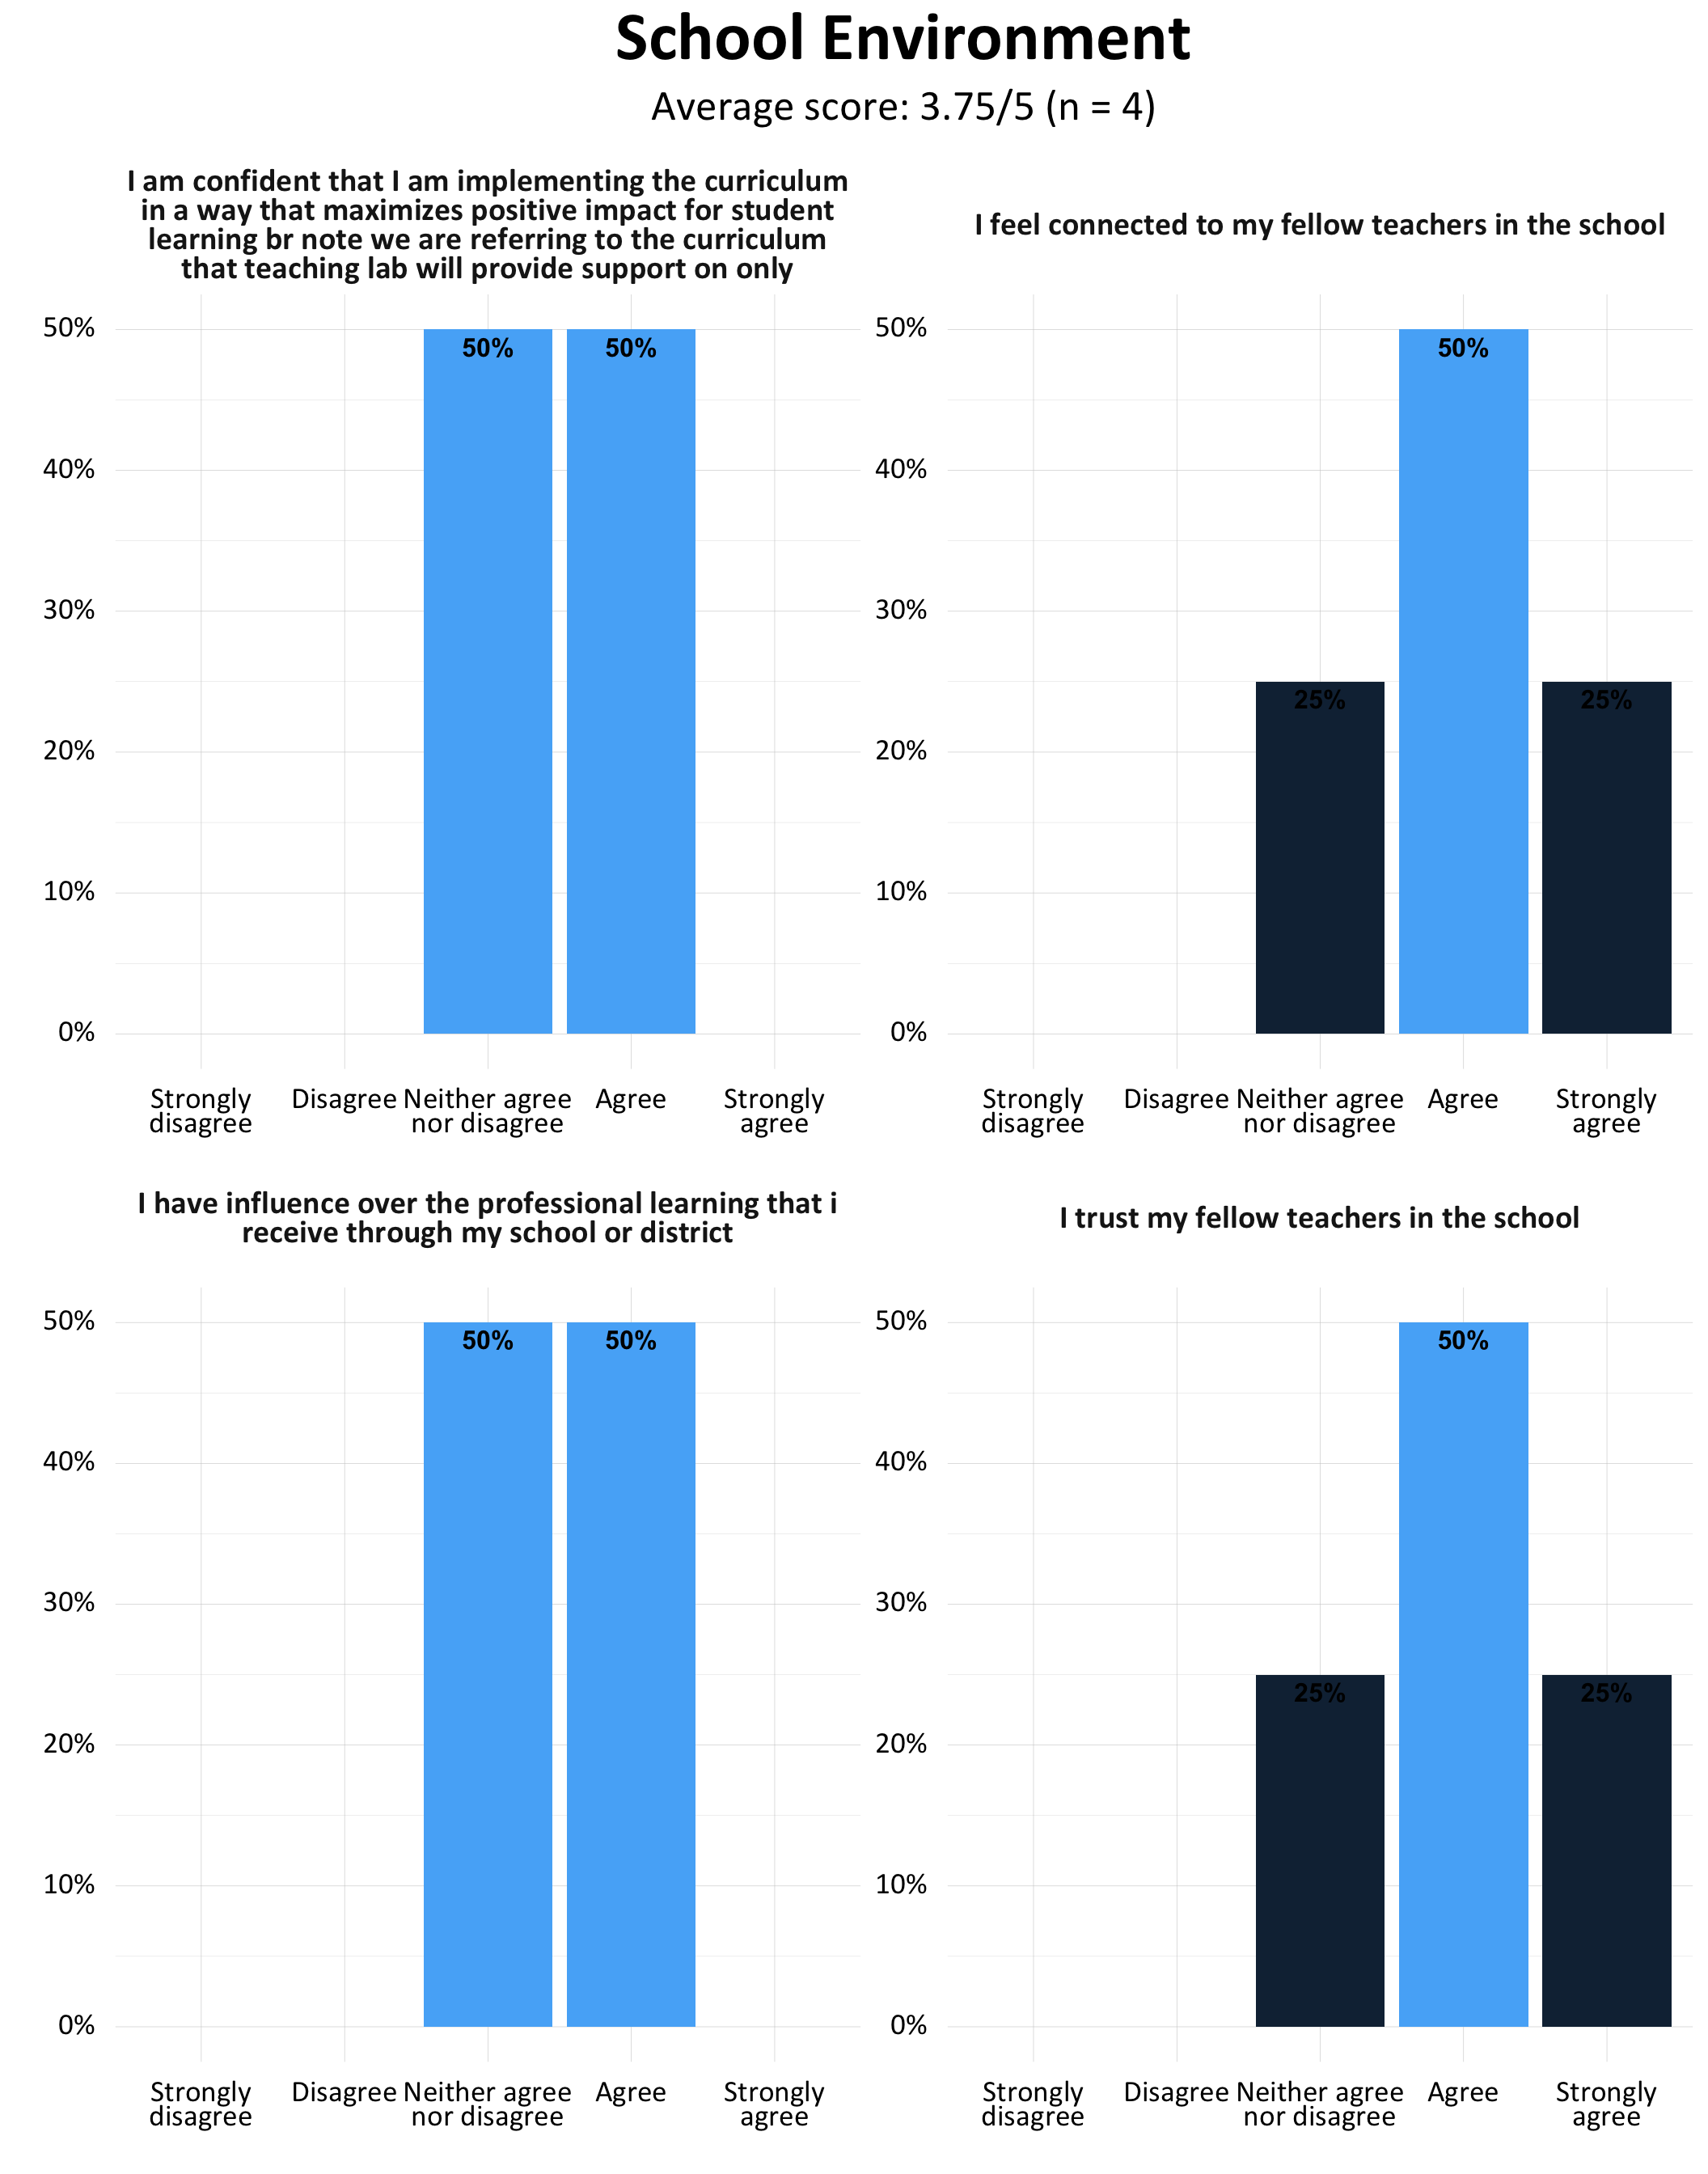 School Environment
Average score: 3.75/5 (n = 4)
I am confident that I am implementing the curriculum
in a way that maximizes positive impact for student
learning br note we are referring to the curriculum
that teaching lab will provide support on only
50%
40%
30%
20%
10%
0%
50%
50%
Strongly
disagree
Disagree
Neither agree
nor disagree
Agree
Strongly
agree
I feel connected to my fellow teachers in the school
50%
40%
30%
20%
10%
0%
25%
50%
25%
Strongly
disagree
Disagree
Neither agree
nor disagree
Agree
Strongly
agree
I have influence over the professional learning that i
receive through my school or district
50%
40%
30%
20%
10%
0%
50%
50%
Strongly
disagree
Disagree
Neither agree
nor disagree
Agree
Strongly
agree
I trust my fellow teachers in the school
50%
40%
30%
20%
10%
0%
25%
50%
25%
Strongly
disagree
Disagree
Neither agree
nor disagree
Agree
Strongly
agree